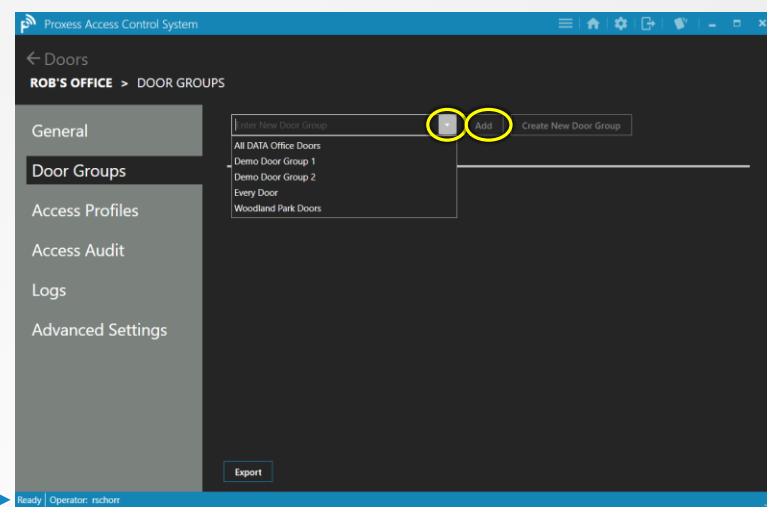 Proxess Access Control System
← Doors
ROB'S OFFICE > DOOR GROUPS
General
Door Groups
Access Profiles
Access Audit
Logs
Advanced Settings
Enter New Door Group
Add
Create New Door Group
All DATA Office Doors
Demo Door Group 1
Demo Door Group 2
Every Door
Woodland Park Doors
Export
Ready
Operator: rschorr